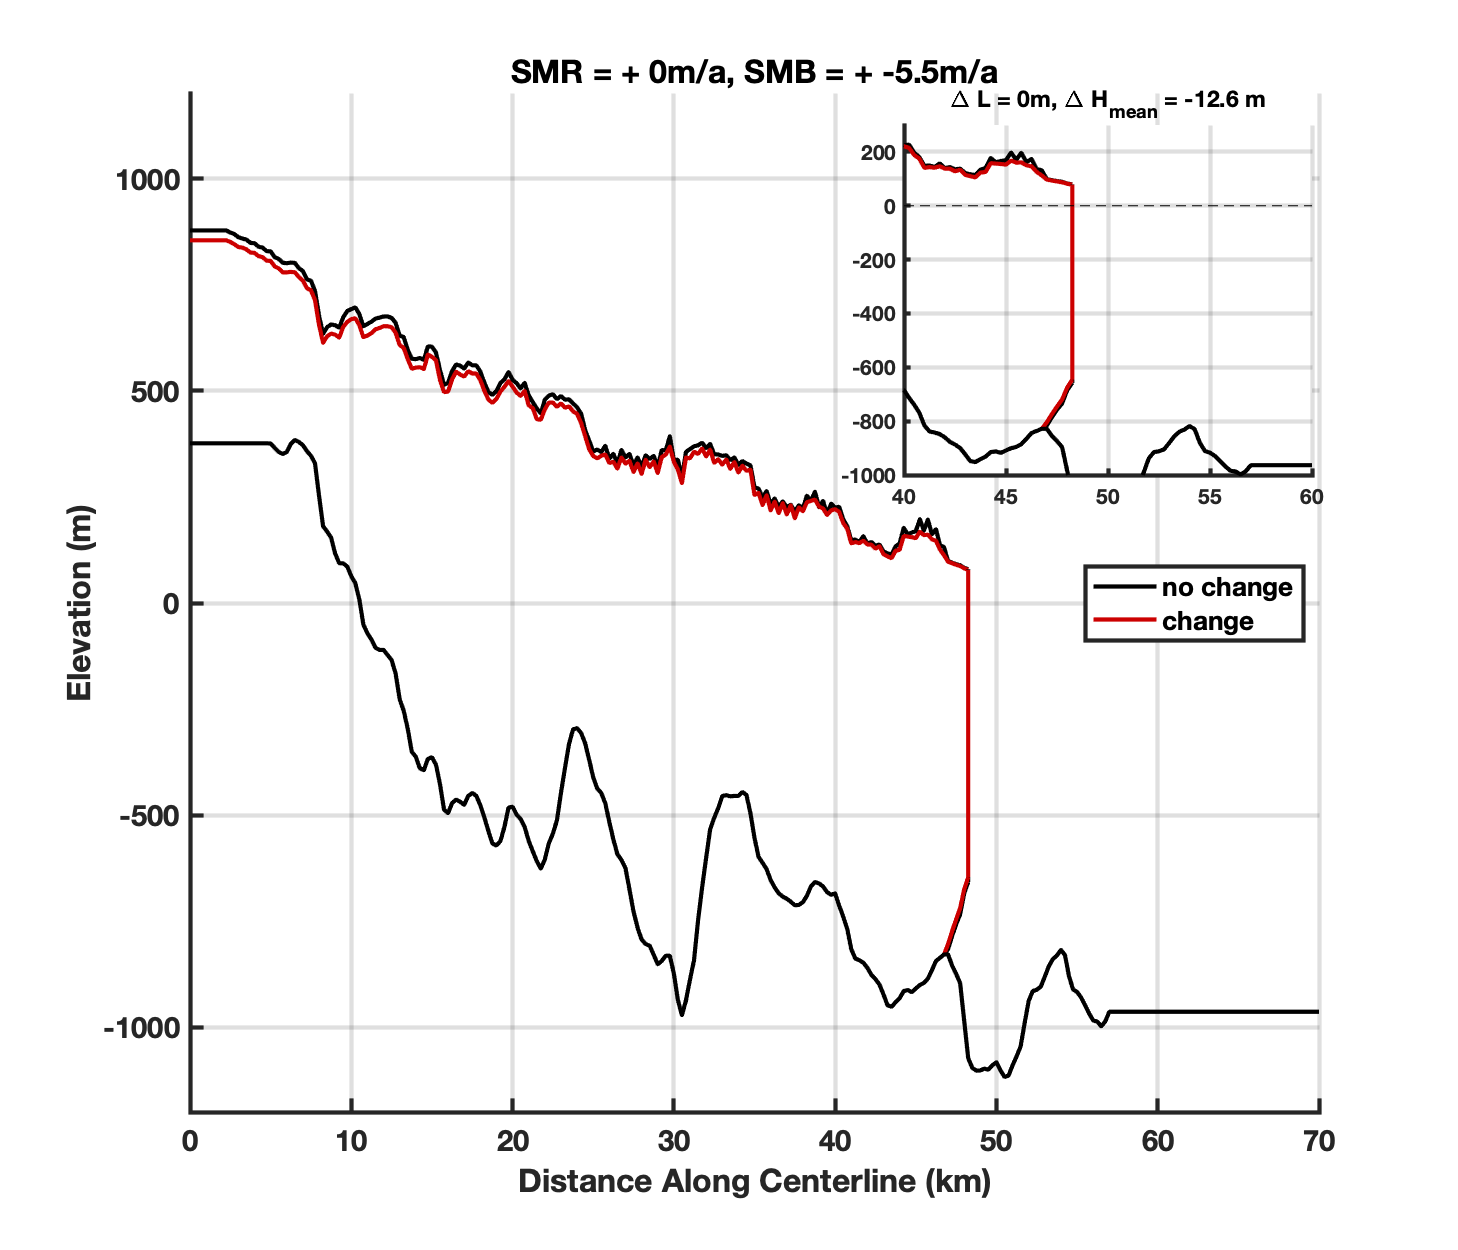 SMR = + 0m/a, SMB = + -5.5m/a
△ L = 0m, △ Hmean = -12.6 m
1000
500
0
-500
-1000
Elevation (m)
0 10 20 30 40 50 60 70
Distance Along Centerline (km)
200
0
-200
-400
-600
-800
-1000
40 45 50 55 60
no change
change